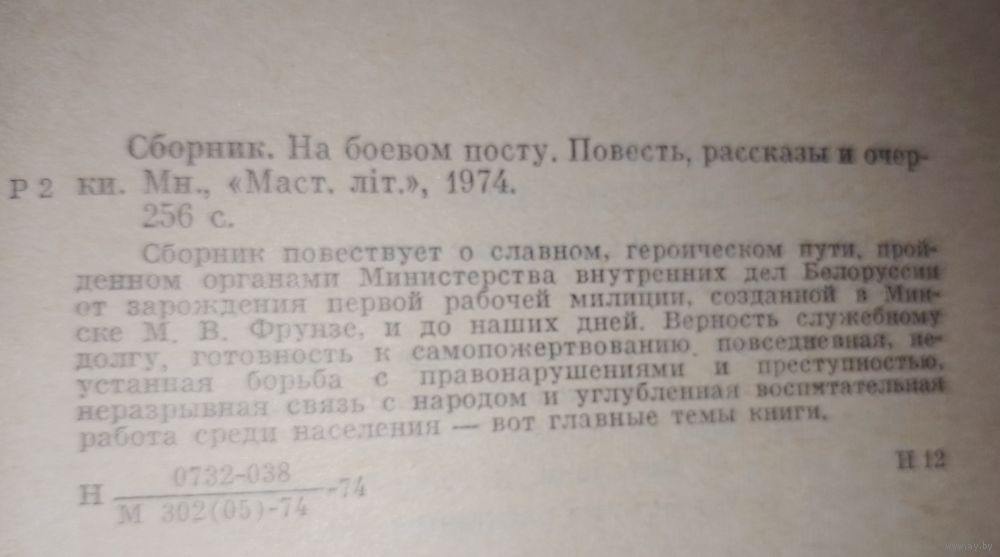 Сборник. На боевом посту. Повесть, рассказы и очер-
Р 2 ки. Мн., «Маст. літ.», 1974.
256 с.
Сборник повествует о славном, героическом пути, прой-
денном органами Министерства внутренних дел Белоруссии
от зарождения первой рабочей милиции, созданной в Мин-
ске М. В. Фрунзе, и до наших дней. Верность служебному
долгу, готовность к самопожертвованию, повседневная, не-
устанная борьба с правонарушениями и преступностью,
неразрывная связь с народом и углубленная воспитательная
работа среди населения — вот главные темы книги.
Н 12
0732-038
Н -74
М 302(05)-74
www.ay.by